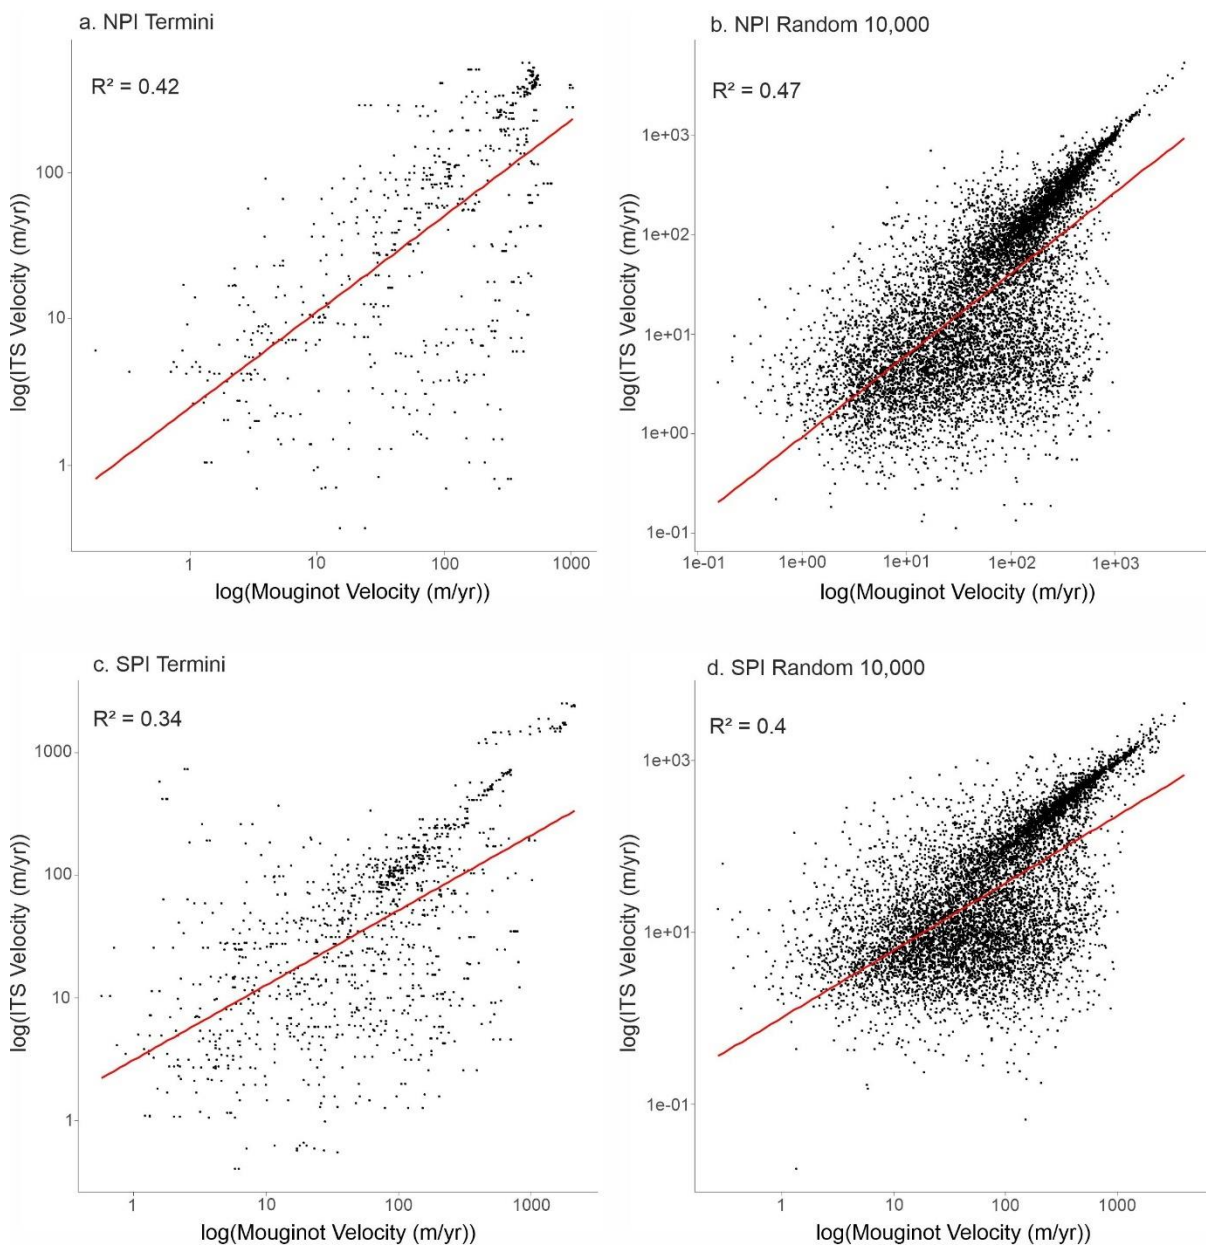 a. NPI Termini
R² = 0.42
100
10
1
log(ITS Velocity (m/yr))
1
10
100
1000
log(Mouginot Velocity (m/yr))
b. NPI Random 10,000
R² = 0.47
1e+03
1e+02
1e+01
1e+00
1e-01
log(ITS Velocity (m/yr))
1e-01
1e+00
1e+01
1e+02
1e+03
log(Mouginot Velocity (m/yr))
c. SPI Termini
R² = 0.34
1000
100
10
1
log(ITS Velocity (m/yr))
1
10
100
1000
log(Mouginot Velocity (m/yr))
d. SPI Random 10,000
R² = 0.4
1e+03
1e+01
1e-01
log(ITS Velocity (m/yr))
1
10
100
1000
log(Mouginot Velocity (m/yr))